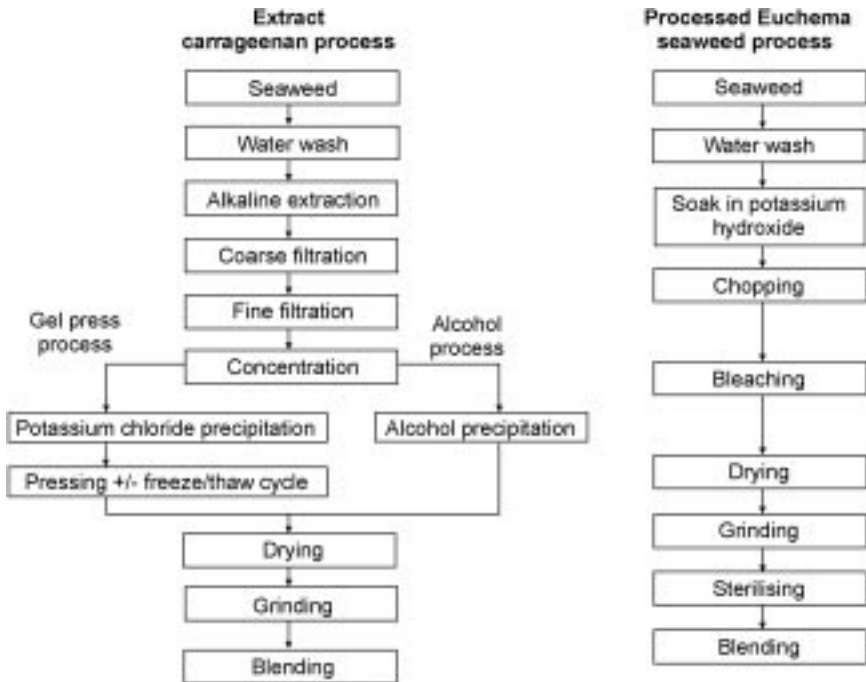 Extract
carrageenan process
Seaweed
Water wash
Alkaline extraction
Coarse filtration
Fine filtration
Gel press
process
Alcohol
process
Concentration
Potassium chloride precipitation
Alcohol precipitation
Pressing +/- freeze/thaw cycle
Drying
Grinding
Blending
Processed Euchema
seaweed process
Seaweed
Water wash
Soak in potassium
hydroxide
Chopping
Bleaching
Drying
Grinding
Sterilising
Blending